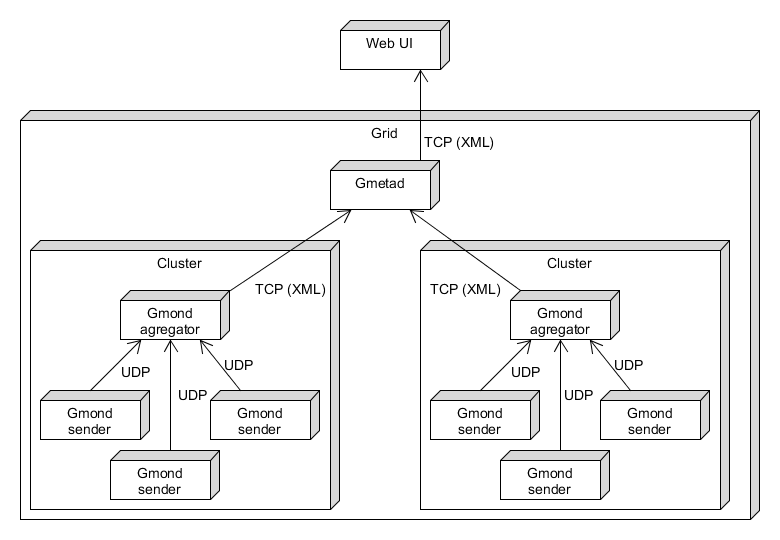 Web UI
Grid
TCP (XML)
Gmetad
Cluster
Cluster
TCP (XML)
TCP (XML)
Gmond
agregator
Gmond
agregator
UDP
UDP
UDP
UDP
UDP
UDP
Gmond
sender
Gmond
sender
Gmond
sender
Gmond
sender
Gmond
sender
Gmond
sender